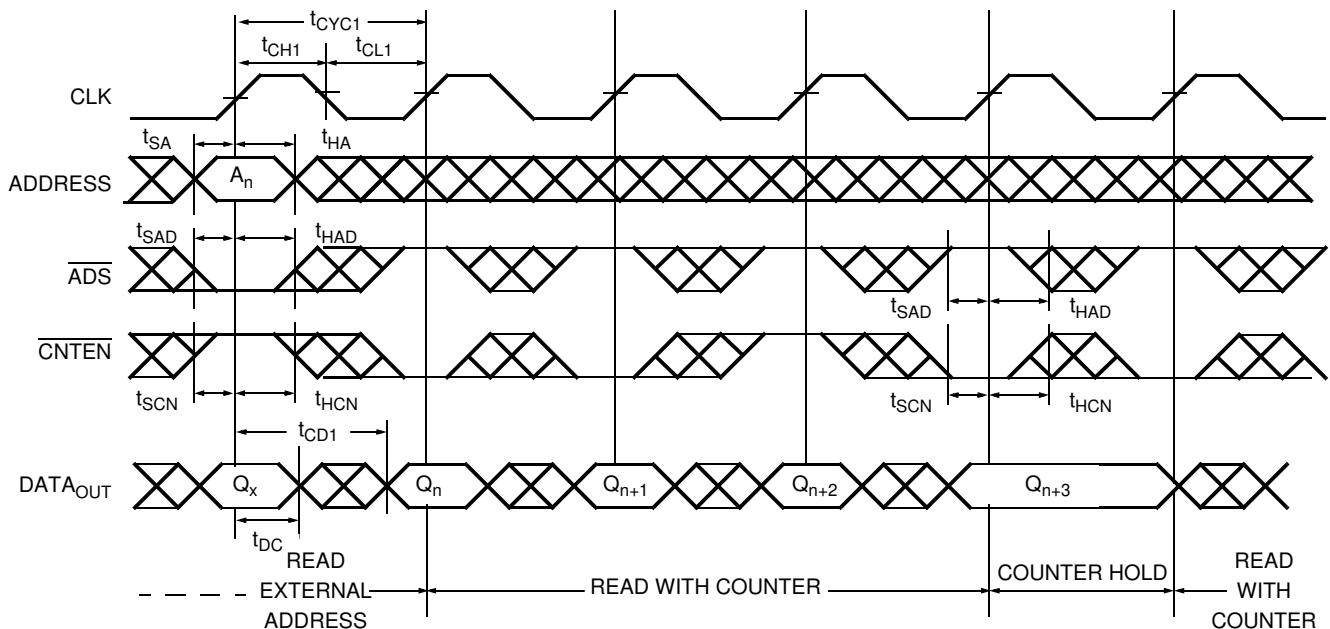 tCYC1
tCH1 tCL1
CLK
tSA tHA
ADDRESS An
tSAD tHAD
ADS
tSAD tHAD
CNTEN
tSCN tHCN tSCN tHCN
tCD1
DATAOUT Qx Qn Qn+1 Qn+2 Qn+3
tDC
READ
EXTERNAL
ADDRESS
READ WITH COUNTER
COUNTER HOLD
READ
WITH
COUNTER